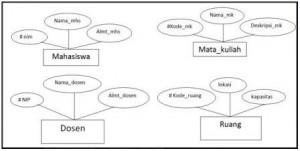 Nama_mhs
# nim
Almt_mhs
Mahasiswa
Nama_mk
#Kode_mk
Deskripsi_mk
Mata_kuliah
Nama_dosen
# NIP
Almt_dosen
Dosen
lokasi
# Kode_ruang
kapasitas
Ruang